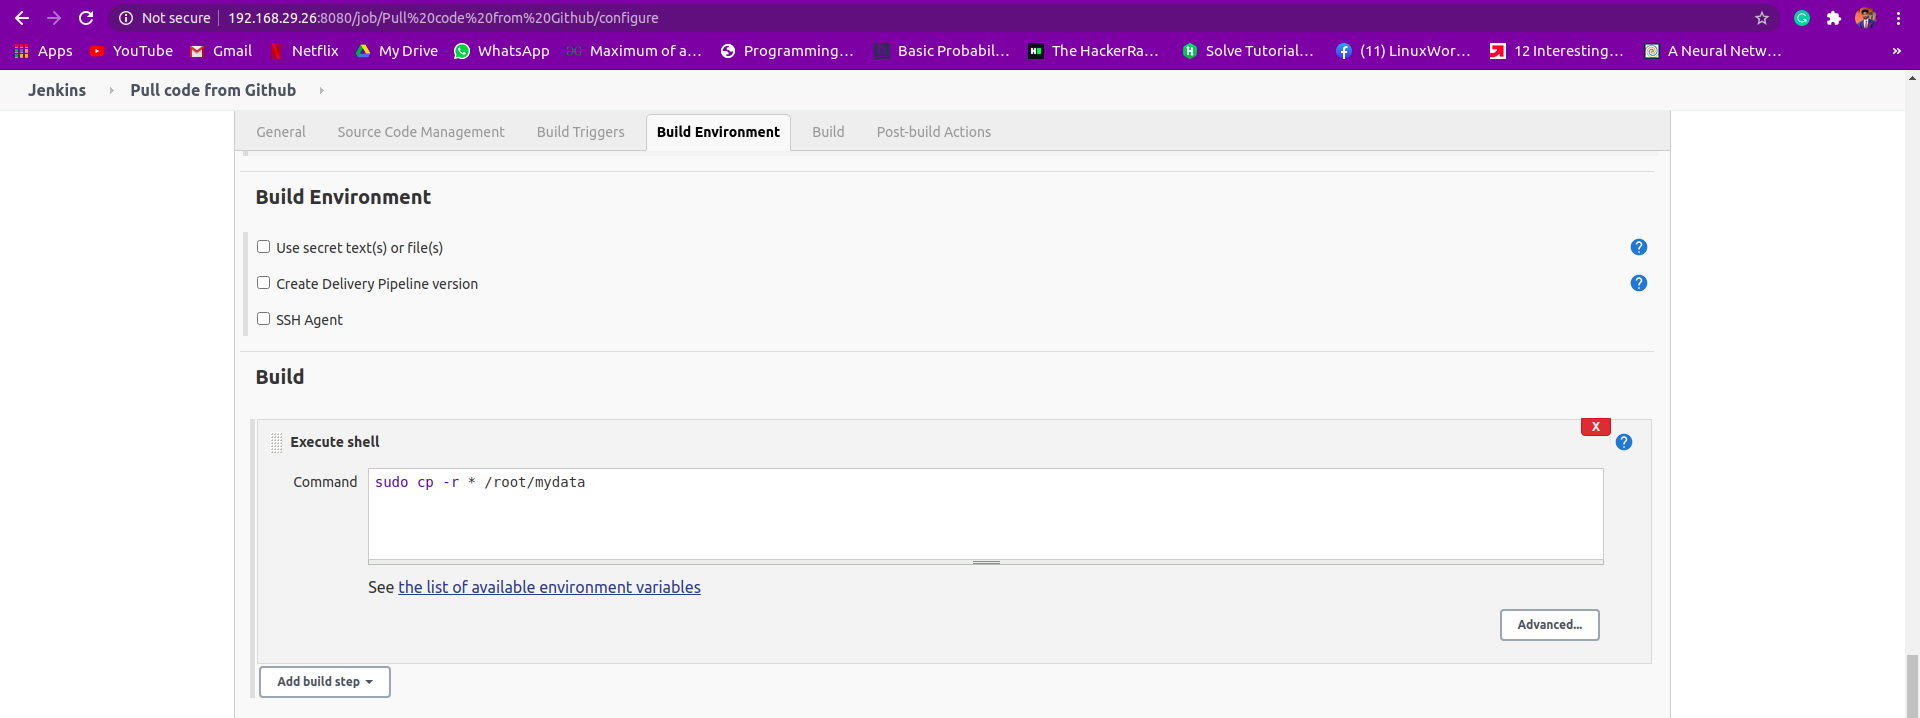 Not secure 192.168.29.26:8080/job/Pull%20code%20from%20Github/configure
Apps YouTube Gmail Netflix My Drive WhatsApp Maximum of a... Programming... Basic Probabil... The HackerRa... Solve Tutorial... (11) LinuxWor... 12 Interesting... A Neural Netw... »
Jenkins Pull code from Github
General Source Code Management Build Triggers Build Environment Build Post-build Actions
Build Environment
Use secret text(s) or file(s) ?
Create Delivery Pipeline version ?
SSH Agent
Build
X
Execute shell ?
Command sudo cp -r * /root/mydata
See the list of available environment variables
Advanced...
Add build step